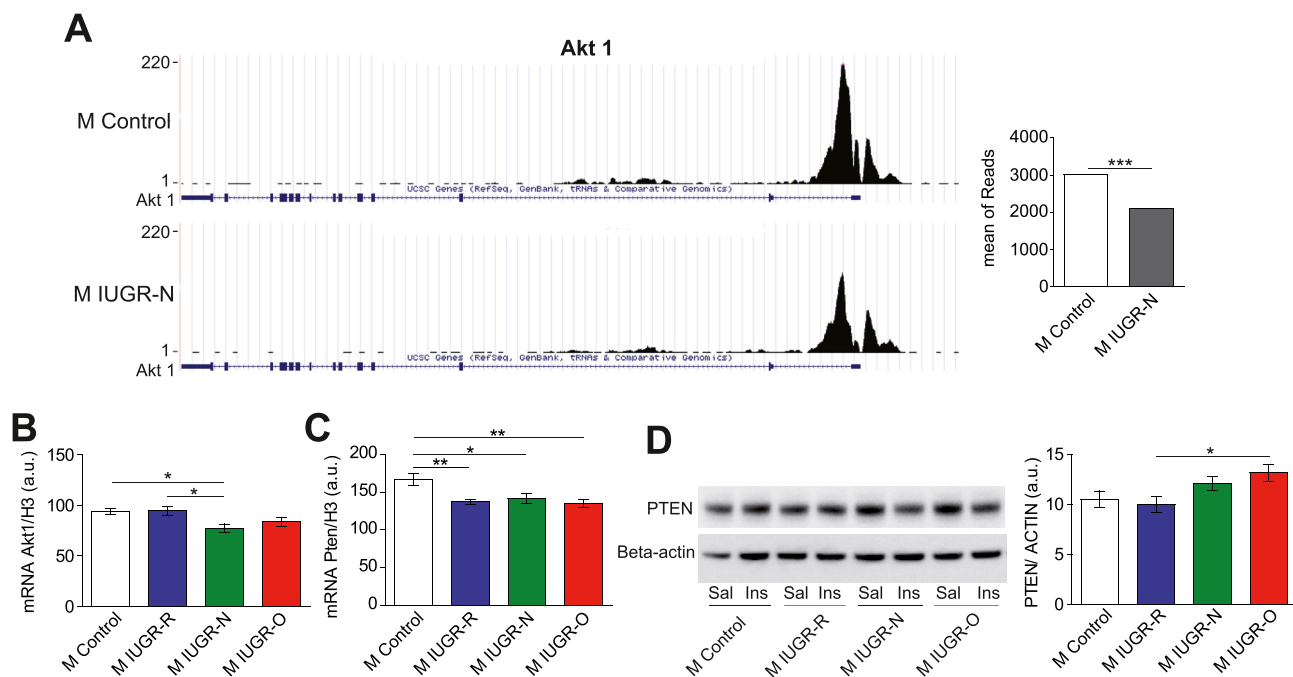 A
Akt 1
220
M Control
1
UCSC Genes (RefSeq, GenBank, tRNAs & Comparative Genomics)
Akt 1
220
M IUGR-N
1
UCSC Genes (RefSeq, GenBank, tRNAs & Comparative Genomics)
Akt 1
mean of Reads
4000
3000
2000
1000
0
***
M Control
M IUGR-N
B
mRNA Akt1/H3 (a.u.)
150
100
50
0
*
*
M Control
M IUGR-R
M IUGR-N
M IUGR-O
C
mRNA Pten/H3 (a.u.)
200
150
100
50
0
**
*
**
M Control
M IUGR-R
M IUGR-N
M IUGR-O
D
PTEN
Beta-actin
Sal Ins Sal Ins Sal Ins Sal Ins
M Control
M IUGR-R
M IUGR-N
M IUGR-O
PTEN/ ACTIN (a.u.)
15
10
5
0
*
M Control
M IUGR-R
M IUGR-N
M IUGR-O